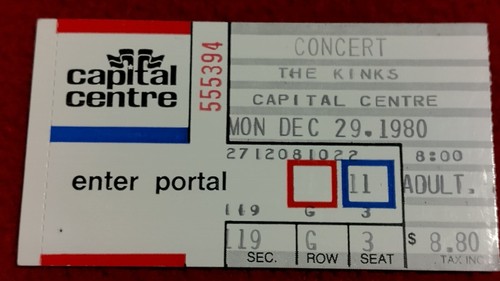 capital
centre
555394
CONCERT
THE KINKS
CAPITAL CENTRE
MON DEC 29.1980
2712081022 8:00
enter portal 11 ADULT.
119 G 3
119 G 3 $ 8.80
SEC. ROW SEAT TAX INC